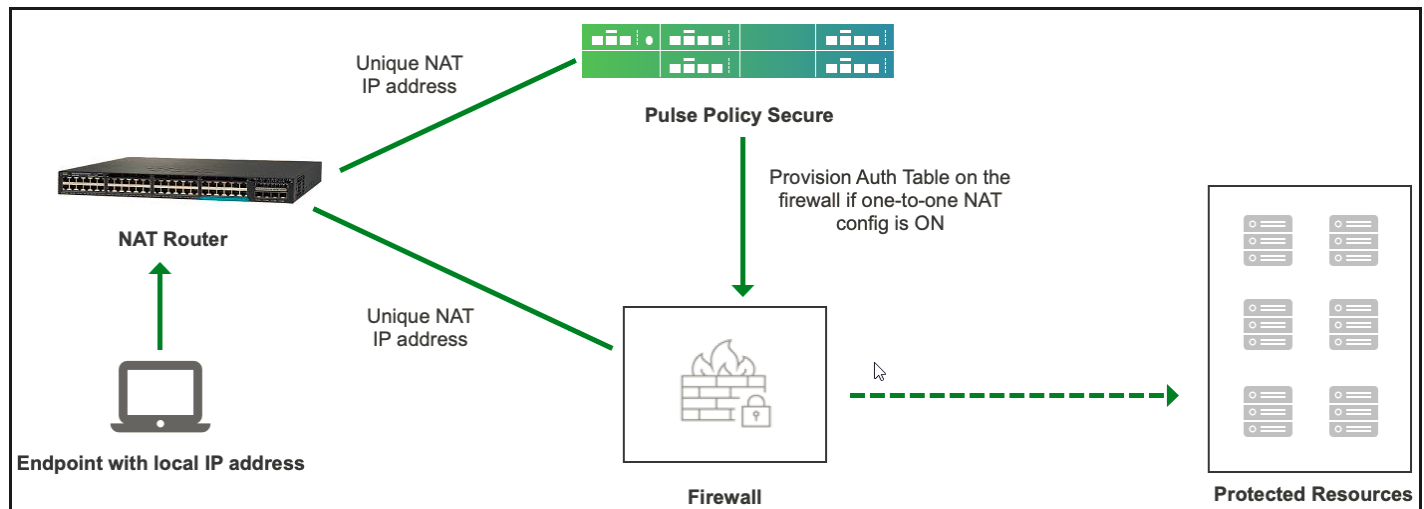 Unique NAT
IP address
Pulse Policy Secure
Provision Auth Table on the
firewall if one-to-one NAT
config is ON
NAT Router
Unique NAT
IP address
Endpoint with local IP address
Firewall
Protected Resources